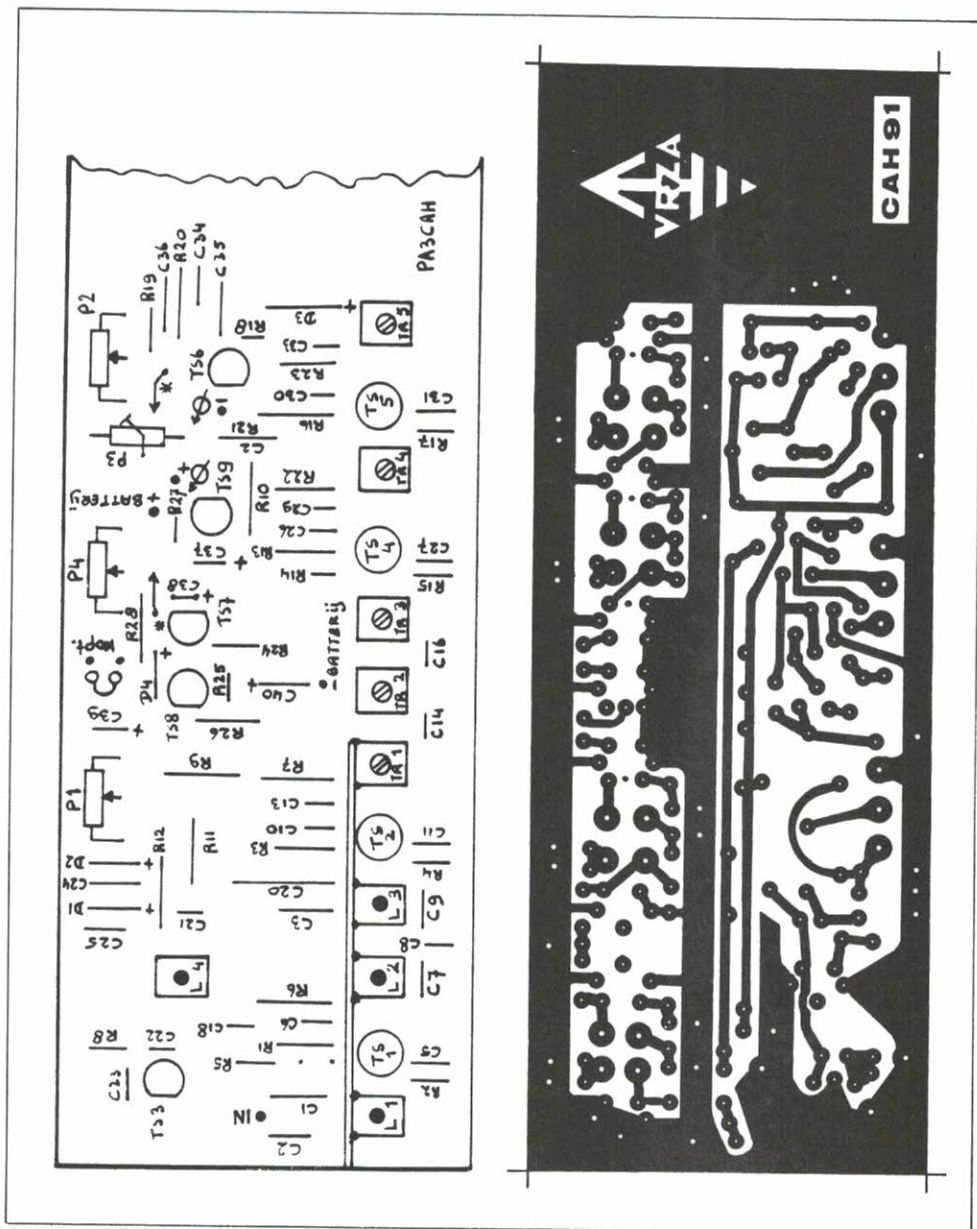 P2
R19
C36
R20
C34
C35
PA3CAH
R18
D3
+
TS6
C33
R23
TR5
P3
*
I
C30
TS5
R16
C31
R21
C2
R17
TR4
BATTERY
+
R27
+
TS9
R10
R22
C29
C26
P4
C37
+
R13
R14
TS4
C27
R15
R28
*
C38
+
TS7
TR3
Kopt.
D4
+
R24
-BATTERIJ
C16
C39
+
TS8
R25
R26
+
C40
TR2
C14
P1
R9
R7
TR1
D2
+
R12
R11
C13
C10
R3
TS2
C11
R4
C24
D1
+
C25
C21
C20
C3
L3
C9
C8
L4
L2
C7
R8
C22
C23
TS3
C18
R6
C6
R1
R5
TS1
C5
R2
IN
C1
C2
L1
VRZA
CAH91